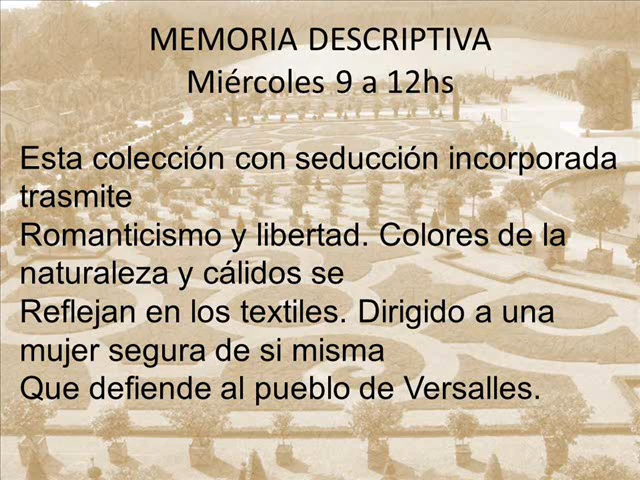 MEMORIA DESCRIPTIVA
Miércoles 9 a 12hs
Esta colección con seducción incorporada
trasmite
Romanticismo y libertad. Colores de la
naturaleza y cálidos se
Reflejan en los textiles. Dirigido a una
mujer segura de si misma
Que defiende al pueblo de Versalles.